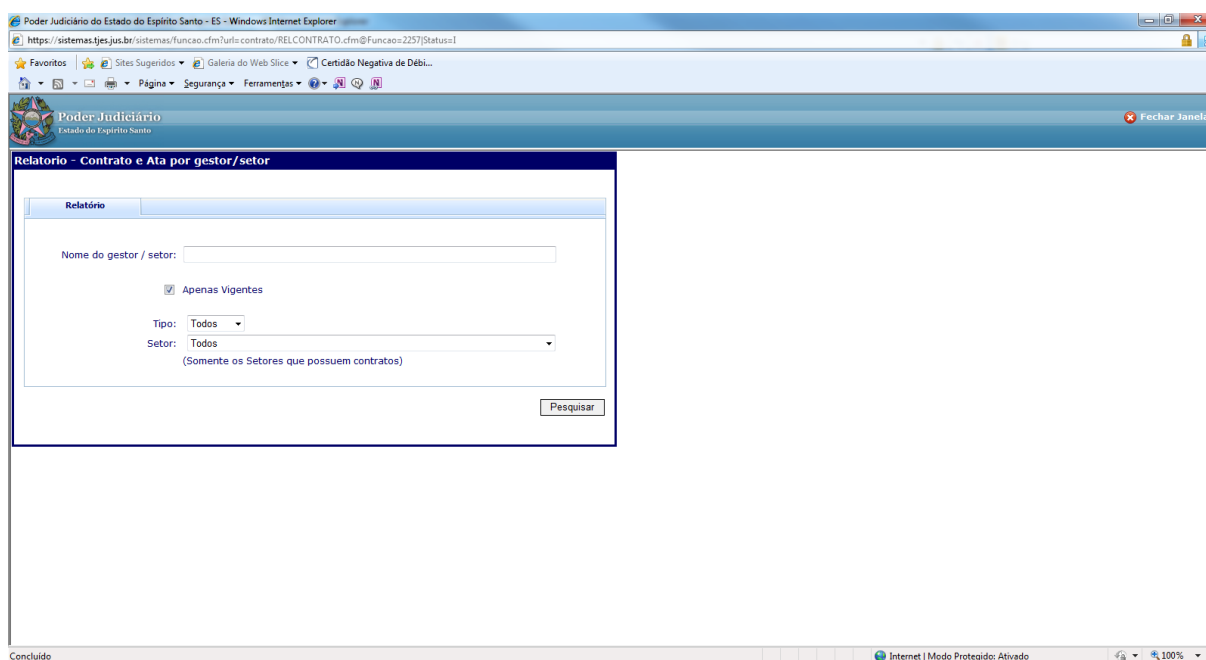 Poder Judiciário do Estado do Espírito Santo - ES - Windows Internet Explorer
https://sistemas.tjes.jus.br/sistemas/funcao.cfm?url=contrato/RELCONTRATO.cfm@Funcao=2257|Status=I
Favoritos Sites Sugeridos Galeria do Web Slice Certidão Negativa de Débi...
Página Segurança Ferramentas
Poder Judiciário
Estado do Espírito Santo
Fechar Janela
Relatorio - Contrato e Ata por gestor/setor
Relatório
Nome do gestor / setor:
Apenas Vigentes
Tipo: Todos
Setor: Todos
(Somente os Setores que possuem contratos)
Pesquisar
Concluído Internet | Modo Protegido: Ativado 100%